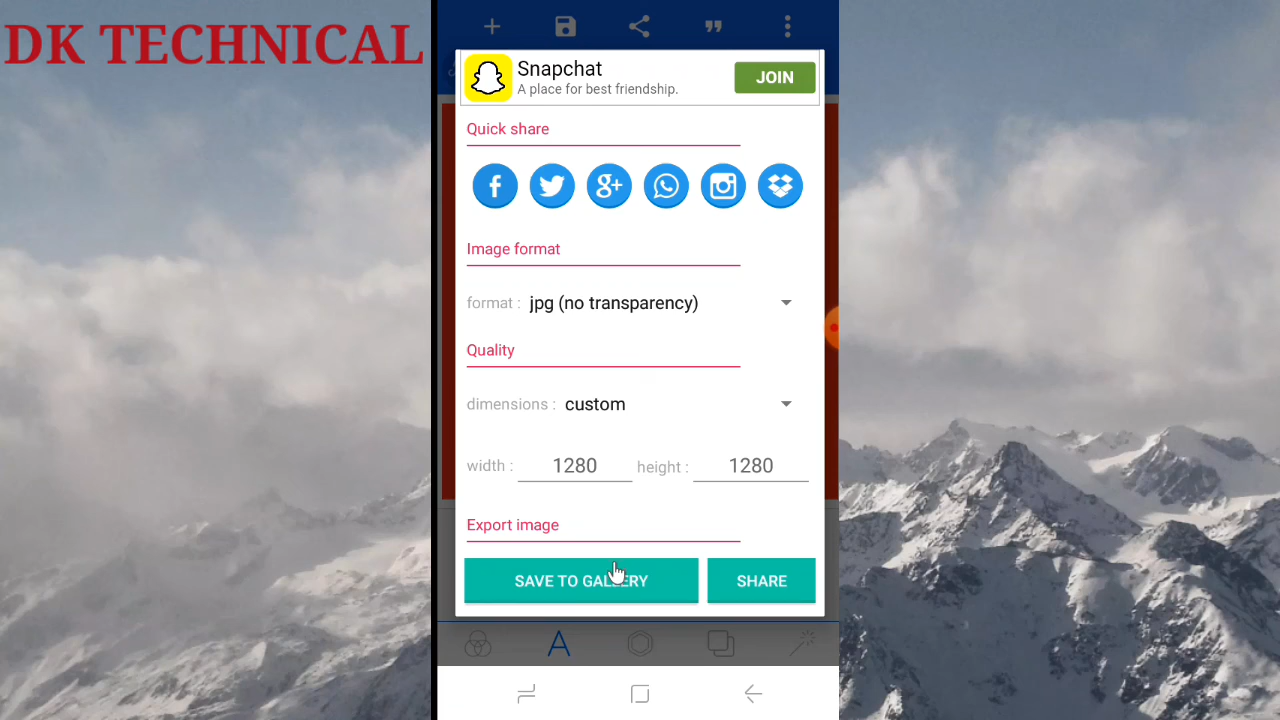 DK TECHNICAL
Snapchat
A place for best friendship.
JOIN
Quick share
Image format
format : jpg (no transparency)
Quality
dimensions : custom
width : 1280 height : 1280
Export image
SAVE TO GALLERY SHARE